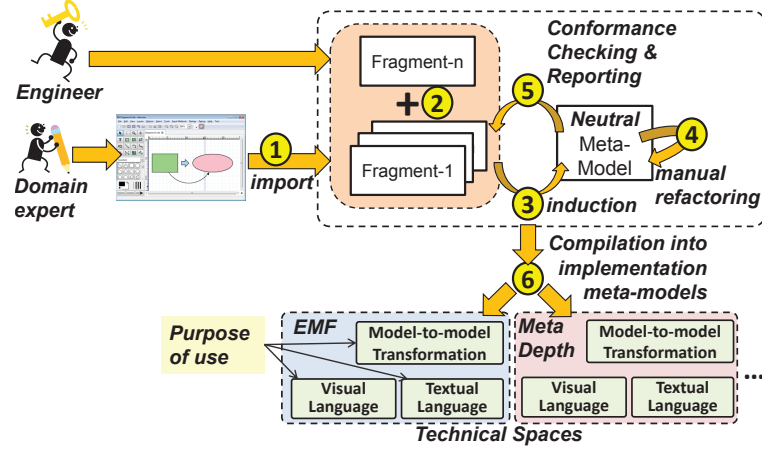 Engineer
Domain
expert
1
import
Fragment-n
+ 2
Fragment-1
Conformance
Checking &
Reporting
5
Neutral
Meta-
Model
4
manual
refactoring
3
induction
Compilation into
implementation
meta-models
6
Purpose
of use
EMF
Model-to-model
Transformation
Visual
Language
Textual
Language
Meta
Depth
Model-to-model
Transformation
Visual
Language
Textual
Language
...
Technical Spaces